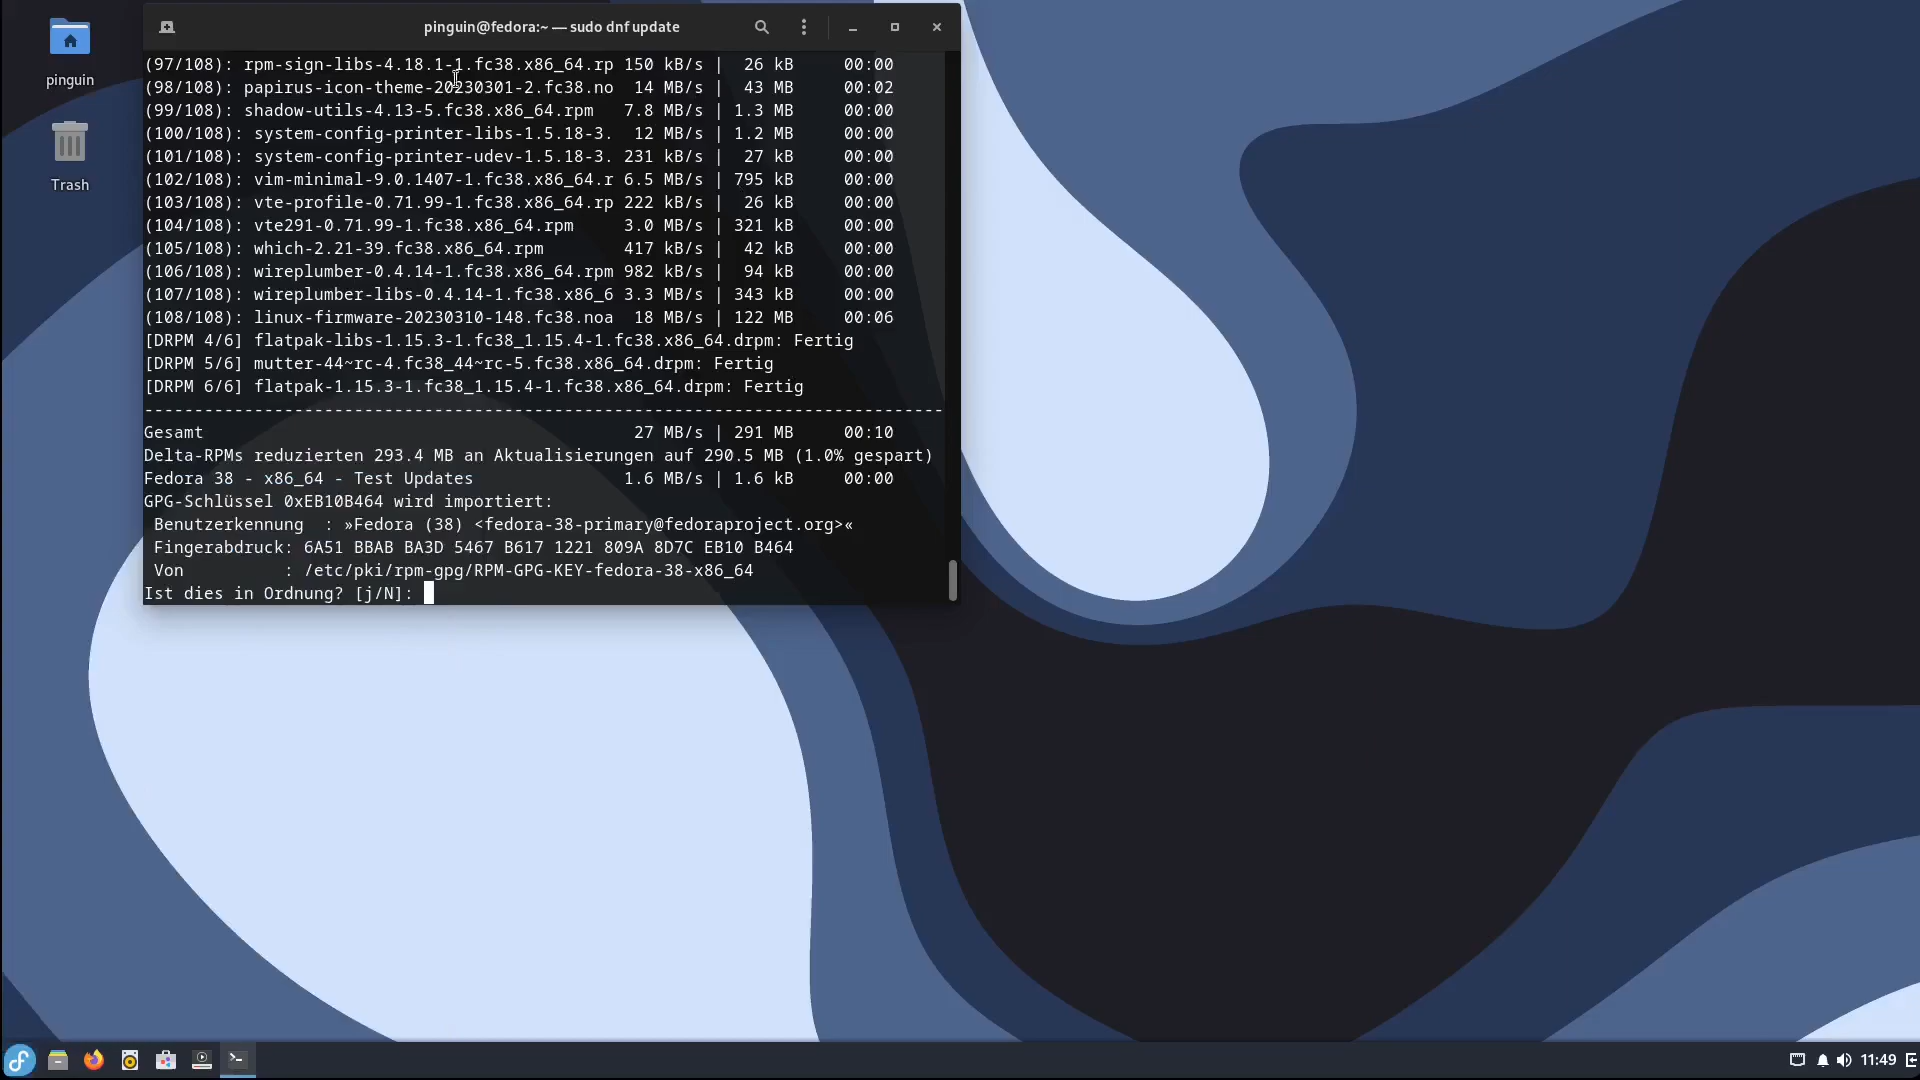 pinguin
Trash
pinguin@fedora:~ — sudo dnf update
(97/108): rpm-sign-libs-4.18.1-1.fc38.x86_64.rp 150 kB/s |  26 kB     00:00
(98/108): papirus-icon-theme-20230301-2.fc38.no  14 MB/s |  43 MB     00:02
(99/108): shadow-utils-4.13-5.fc38.x86_64.rpm   7.8 MB/s | 1.3 MB     00:00
(100/108): system-config-printer-libs-1.5.18-3.  12 MB/s | 1.2 MB     00:00
(101/108): system-config-printer-udev-1.5.18-3. 231 kB/s |  27 kB     00:00
(102/108): vim-minimal-9.0.1407-1.fc38.x86_64.r 6.5 MB/s | 795 kB     00:00
(103/108): vte-profile-0.71.99-1.fc38.x86_64.rp 222 kB/s |  26 kB     00:00
(104/108): vte291-0.71.99-1.fc38.x86_64.rpm     3.0 MB/s | 321 kB     00:00
(105/108): which-2.21-39.fc38.x86_64.rpm        417 kB/s |  42 kB     00:00
(106/108): wireplumber-0.4.14-1.fc38.x86_64.rpm 982 kB/s |  94 kB     00:00
(107/108): wireplumber-libs-0.4.14-1.fc38.x86_6 3.3 MB/s | 343 kB     00:00
(108/108): linux-firmware-20230310-148.fc38.noa  18 MB/s | 122 MB     00:06
[DRPM 4/6] flatpak-libs-1.15.3-1.fc38_1.15.4-1.fc38.x86_64.drpm: Fertig
[DRPM 5/6] mutter-44~rc-4.fc38_44~rc-5.fc38.x86_64.drpm: Fertig
[DRPM 6/6] flatpak-1.15.3-1.fc38_1.15.4-1.fc38.x86_64.drpm: Fertig
--------------------------------------------------------------------------------
Gesamt                                           27 MB/s | 291 MB     00:10
Delta-RPMs reduzierten 293.4 MB an Aktualisierungen auf 290.5 MB (1.0% gespart)
Fedora 38 - x86_64 - Test Updates               1.6 MB/s | 1.6 kB     00:00
GPG-Schlüssel 0xEB10B464 wird importiert:
Benutzerkennung  : »Fedora (38) <fedora-38-primary@fedoraproject.org>«
Fingerabdruck: 6A51 BBAB BA3D 5467 B617 1221 809A 8D7C EB10 B464
Von          : /etc/pki/rpm-gpg/RPM-GPG-KEY-fedora-38-x86_64
Ist dies in Ordnung? [j/N]:
11:49